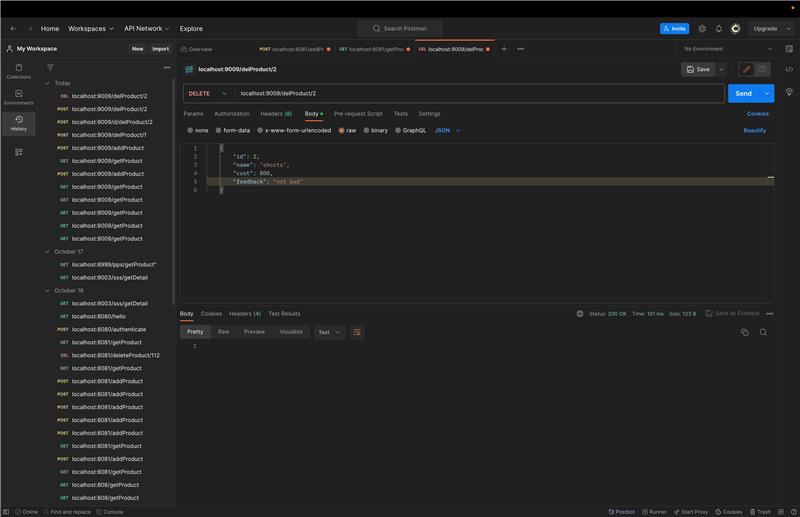 Home Workspaces API Network Explore Search Postman Invite Upgrade
My Workspace New Import Overview POST localhost:8081/addPr GET localhost:8081/getProc DEL localhost:9009/delProc No Environment
Collections
Environments
History
Today
DEL localhost:9009/delProduct/2
POST localhost:9009/delProduct/2
POST localhost:9009/d/delProduct/2
POST localhost:9009/delProduct/1
POST localhost:9009/addProduct
GET localhost:9009/getProduct
POST localhost:9009/addProduct
GET localhost:9009/getProduct
GET localhost:9009/getProduct
GET localhost:9009/getProduct
GET localhost:9009/getProduct
GET localhost:9009/getProduct
October 17
GET localhost:8999/pps/getProduct"
GET localhost:9003/sss/getDetail
October 16
GET localhost:9003/sss/getDetail
GET localhost:8080/hello
POST localhost:8080/authenticate
GET localhost:8081/getProduct
DEL localhost:8081/deleteProduct/112
GET localhost:8081/getProduct
POST localhost:8081/addProduct
POST localhost:8081/addProduct
POST localhost:8081/addProduct
POST localhost:8081/addProduct
POST localhost:8081/addProduct
GET localhost:8081/getProduct
POST localhost:8081/addProduct
GET localhost:8081/getProduct
GET localhost:808/getProduct
GET localhost:808/getProduct
localhost:9009/delProduct/2 Save
DELETE localhost:9009/delProduct/2 Send
Params Authorization Headers (8) Body Pre-request Script Tests Settings Cookies
none form-data x-www-form-urlencoded raw binary GraphQL JSON Beautify
1 {
2 "id": 2,
3 "name": "shorts",
4 "cost": 800,
5 "feedback": "not bad"
6 }
Body Cookies Headers (4) Test Results Status: 200 OK Time: 101 ms Size: 123 B Save as Example
Pretty Raw Preview Visualize Text
1
Online Find and replace Console Postbot Runner Start Proxy Cookies Trash